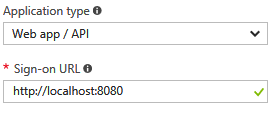 Application type
Web app / API
* Sign-on URL
http://localhost:8080